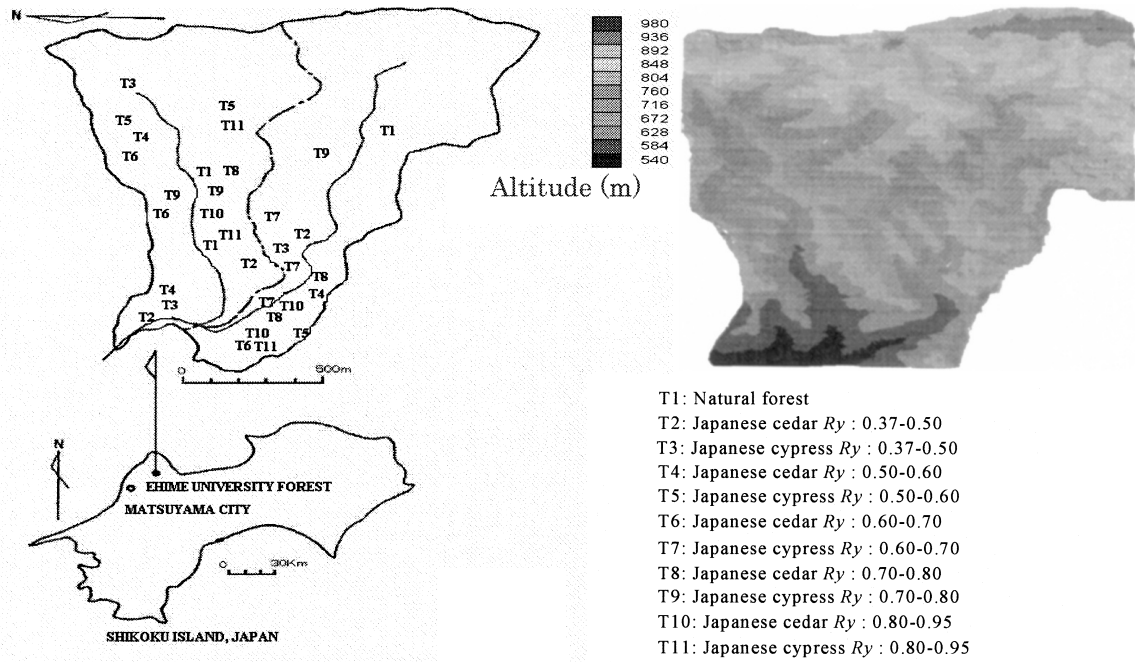 N
T3
T5
T4
T6
T5
T11
T1
T9
T1
T8
T9
T6
T9
T10
T11
T1
T7
T2
T3
T2
T7
T8
T4
T4
T3
T2
T7
T10
T8
T10
T5
T6
T11
0
500m
980
936
892
848
804
760
716
672
628
584
540
Altitude (m)
N
EHIME UNIVERSITY FOREST
MATSUYAMA CITY
0
30Km
SHIKOKU ISLAND, JAPAN
T1: Natural forest
T2: Japanese cedar Ry : 0.37-0.50
T3: Japanese cypress Ry : 0.37-0.50
T4: Japanese cedar Ry : 0.50-0.60
T5: Japanese cypress Ry : 0.50-0.60
T6: Japanese cedar Ry : 0.60-0.70
T7: Japanese cypress Ry : 0.60-0.70
T8: Japanese cedar Ry : 0.70-0.80
T9: Japanese cypress Ry : 0.70-0.80
T10: Japanese cedar Ry : 0.80-0.95
T11: Japanese cypress Ry : 0.80-0.95